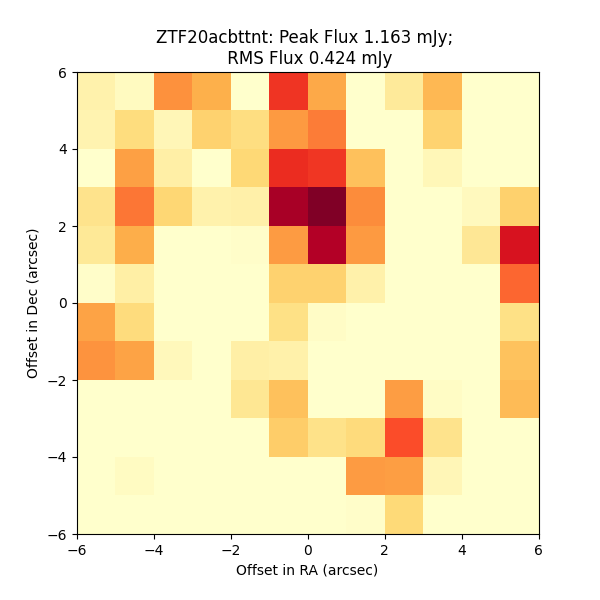 ZTF20acbttnt: Peak Flux 1.163 mJy;
RMS Flux 0.424 mJy
6
4
2
0
−2
−4
−6
Offset in Dec (arcsec)
−6 −4 −2 0 2 4 6
Offset in RA (arcsec)